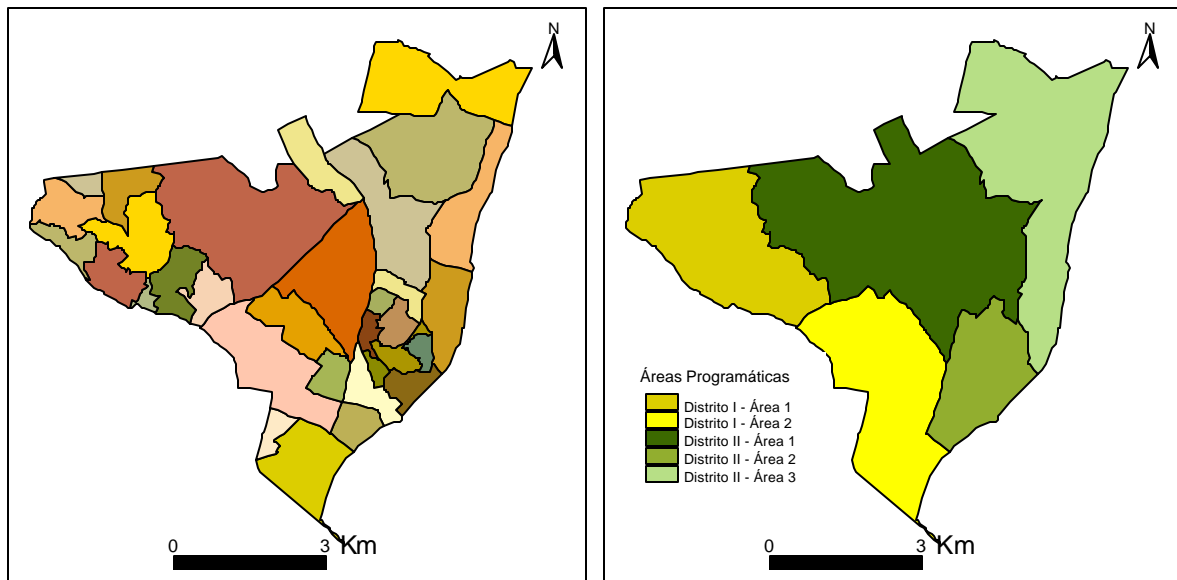 N
0 3 Km
N
Áreas Programáticas
Distrito I - Área 1
Distrito I - Área 2
Distrito II - Área 1
Distrito II - Área 2
Distrito II - Área 3
0 3 Km